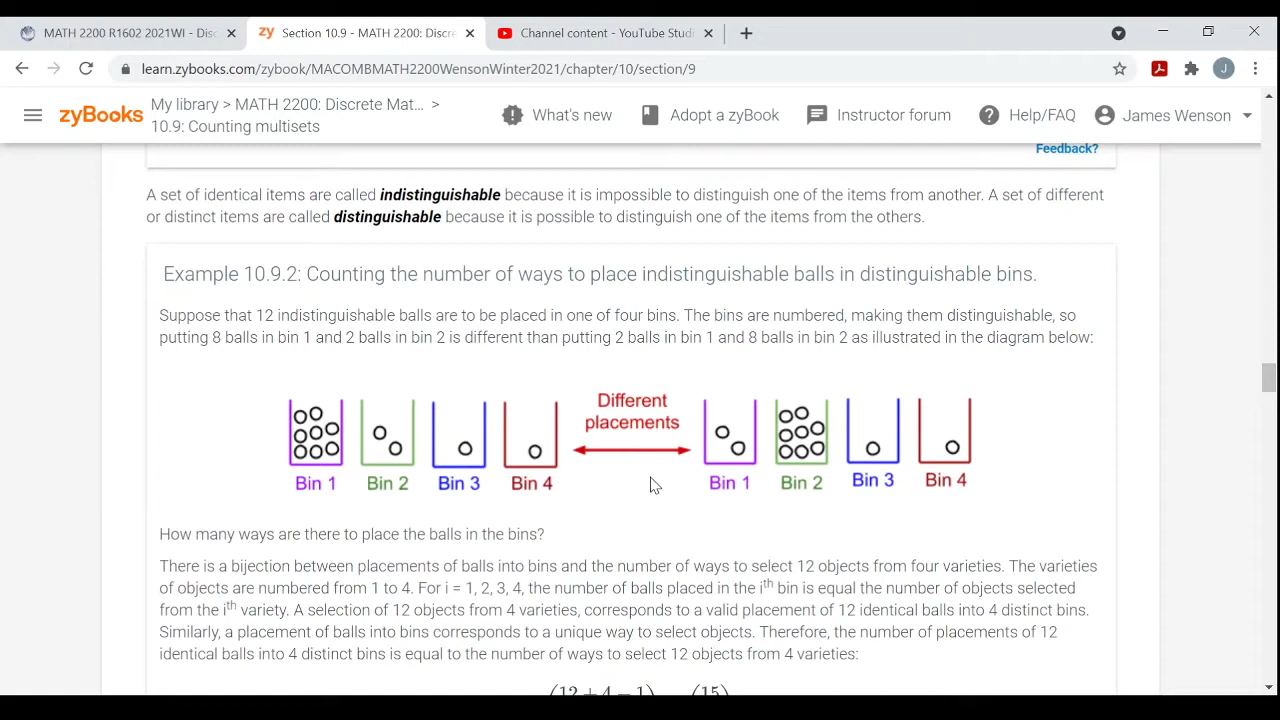 MATH 2200 R1602 2021WI - Disc
Section 10.9 - MATH 2200: Discre
Channel content - YouTube Studi
learn.zybooks.com/zybook/MACOMBMATH2200WensonWinter2021/chapter/10/section/9
J
zyBooks
My library > MATH 2200: Discrete Mat... >
10.9: Counting multisets
What's new
Adopt a zyBook
Instructor forum
Help/FAQ
James Wenson
Feedback?
A set of identical items are called indistinguishable because it is impossible to distinguish one of the items from another. A set of different
or distinct items are called distinguishable because it is possible to distinguish one of the items from the others.
Example 10.9.2: Counting the number of ways to place indistinguishable balls in distinguishable bins.
Suppose that 12 indistinguishable balls are to be placed in one of four bins. The bins are numbered, making them distinguishable, so
putting 8 balls in bin 1 and 2 balls in bin 2 is different than putting 2 balls in bin 1 and 8 balls in bin 2 as illustrated in the diagram below:
Different
placements
Bin 1 Bin 2 Bin 3 Bin 4 Bin 1 Bin 2 Bin 3 Bin 4
How many ways are there to place the balls in the bins?
There is a bijection between placements of balls into bins and the number of ways to select 12 objects from four varieties. The varieties
of objects are numbered from 1 to 4. For i = 1, 2, 3, 4, the number of balls placed in the ith bin is equal the number of objects selected
from the ith variety. A selection of 12 objects from 4 varieties, corresponds to a valid placement of 12 identical balls into 4 distinct bins.
Similarly, a placement of balls into bins corresponds to a unique way to select objects. Therefore, the number of placements of 12
identical balls into 4 distinct bins is equal to the number of ways to select 12 objects from 4 varieties:
(12 + 4 − 1) (15)